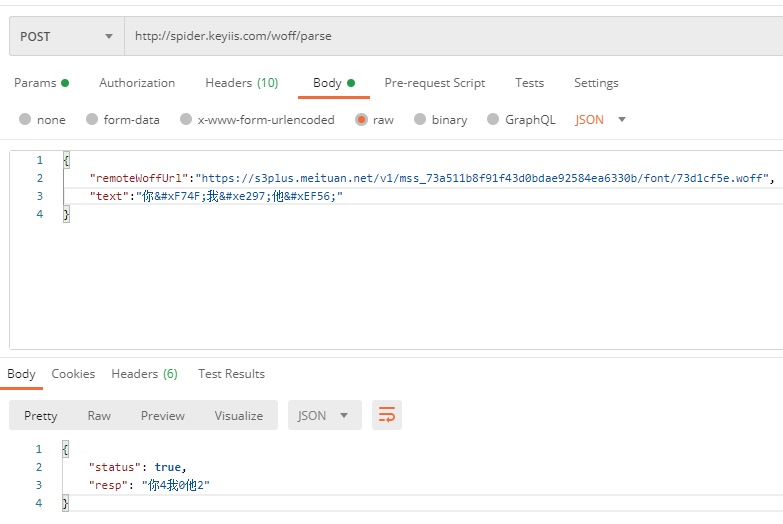 POST http://spider.keyiis.com/woff/parse
Params Authorization Headers (10) Body Pre-request Script Tests Settings
none form-data x-www-form-urlencoded raw binary GraphQL JSON
1 {
2 "remoteWoffUrl":"https://s3plus.meituan.net/v1/mss_73a511b8f91f43d0bdae92584ea6330b/font/73d1cf5e.woff",
3 "text":"你&#xF74F;我&#xe297;他&#xEF56;"
4 }
Body Cookies Headers (6) Test Results
Pretty Raw Preview Visualize JSON
1 {
2 "status": true,
3 "resp": "你4我0他2"
4 }